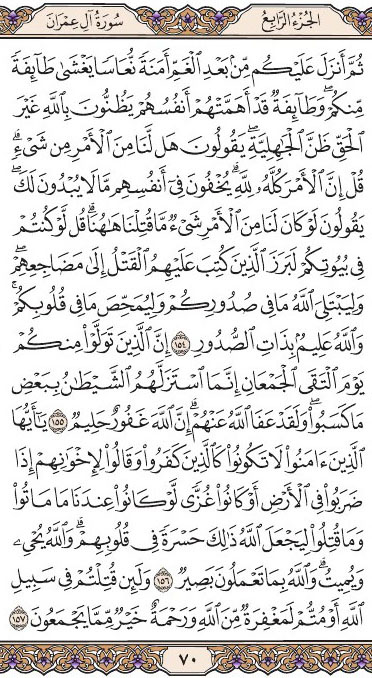 الجزء الرابع
سورة آل عمران
ثُمَّ أَنزَلَ عَلَيْكُم مِّنۢ بَعْدِ ٱلْغَمِّ أَمَنَةً نُّعَاسًا يَغْشَىٰ طَآئِفَةً
مِّنكُمْ ۖ وَطَآئِفَةٌ قَدْ أَهَمَّتْهُمْ أَنفُسُهُمْ يَظُنُّونَ بِٱللَّهِ غَيْرَ
ٱلْحَقِّ ظَنَّ ٱلْجَٰهِلِيَّةِ ۖ يَقُولُونَ هَل لَّنَا مِنَ ٱلْأَمْرِ مِن شَىْءٍ ۗ
قُلْ إِنَّ ٱلْأَمْرَ كُلَّهُۥ لِلَّهِ ۗ يُخْفُونَ فِىٓ أَنفُسِهِم مَّا لَا يُبْدُونَ لَكَ ۖ
يَقُولُونَ لَوْ كَانَ لَنَا مِنَ ٱلْأَمْرِ شَىْءٌ مَّا قُتِلْنَا هَٰهُنَا ۗ قُل لَّوْ كُنتُمْ
فِى بُيُوتِكُمْ لَبَرَزَ ٱلَّذِينَ كُتِبَ عَلَيْهِمُ ٱلْقَتْلُ إِلَىٰ مَضَاجِعِهِمْ ۖ
وَلِيَبْتَلِىَ ٱللَّهُ مَا فِى صُدُورِكُمْ وَلِيُمَحِّصَ مَا فِى قُلُوبِكُمْ ۗ
وَٱللَّهُ عَلِيمٌۢ بِذَاتِ ٱلصُّدُورِ ١٥٤ إِنَّ ٱلَّذِينَ تَوَلَّوْا۟ مِنكُمْ
يَوْمَ ٱلْتَقَى ٱلْجَمْعَانِ إِنَّمَا ٱسْتَزَلَّهُمُ ٱلشَّيْطَٰنُ بِبَعْضِ
مَا كَسَبُوا۟ ۖ وَلَقَدْ عَفَا ٱللَّهُ عَنْهُمْ ۗ إِنَّ ٱللَّهَ غَفُورٌ حَلِيمٌ ١٥٥ يَٰٓأَيُّهَا
ٱلَّذِينَ ءَامَنُوا۟ لَا تَكُونُوا۟ كَٱلَّذِينَ كَفَرُوا۟ وَقَالُوا۟ لِإِخْوَٰنِهِمْ إِذَا
ضَرَبُوا۟ فِى ٱلْأَرْضِ أَوْ كَانُوا۟ غُزًّى لَّوْ كَانُوا۟ عِندَنَا مَا مَاتُوا۟
وَمَا قُتِلُوا۟ لِيَجْعَلَ ٱللَّهُ ذَٰلِكَ حَسْرَةً فِى قُلُوبِهِمْ ۗ وَٱللَّهُ يُحْىِۦ
وَيُمِيتُ ۗ وَٱللَّهُ بِمَا تَعْمَلُونَ بَصِيرٌ ١٥٦ وَلَئِن قُتِلْتُمْ فِى سَبِيلِ
ٱللَّهِ أَوْ مُتُّمْ لَمَغْفِرَةٌ مِّنَ ٱللَّهِ وَرَحْمَةٌ خَيْرٌ مِّمَّا يَجْمَعُونَ ١٥٧
٧٠